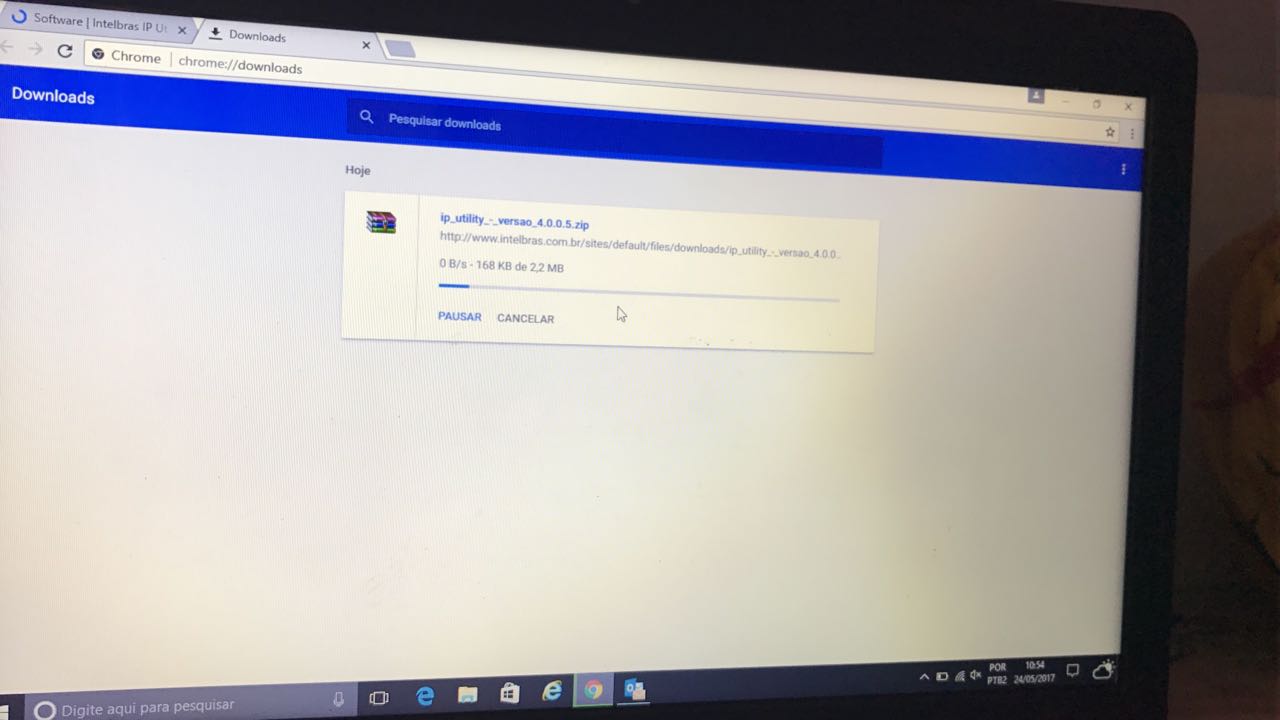 Software | Intelbras IP Ut
Downloads
Chrome
chrome://downloads
Downloads
Pesquisar downloads
Hoje
ip_utility_-_versao_4.0.0.5.zip
http://www.intelbras.com.br/sites/default/files/downloads/ip_utility_-_versao_4.0.0..
0 B/s - 168 KB de 2,2 MB
PAUSAR CANCELAR
Digite aqui para pesquisar
POR
PTB2
10:54
24/05/2017